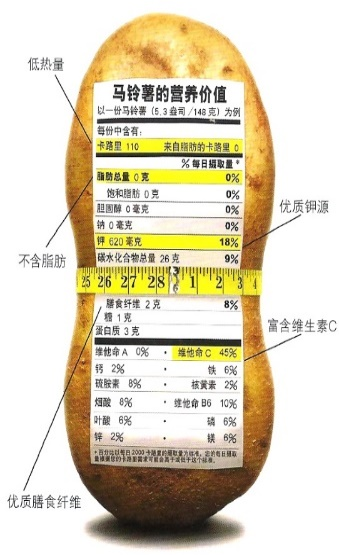 低热量
马铃薯的营养价值
以一份马铃薯（5.3盎司/148克）为例
每份中含有：
卡路里 110 来自脂肪的卡路里 0
% 每日摄取量 *
脂肪总量 0 克 0%
饱和脂肪 0 克 0%
胆固醇 0 毫克 0%
优质钾源
钠 0 毫克 0%
钾 620 毫克 18%
不含脂肪
碳水化合物总量 26 克 9%
25 26 27 28 1 2 3 4
膳食纤维 2 克 8%
糖 1 克
富含维生素C
蛋白质 3 克
维他命A 0% · 维他命C 45%
钙 2% · 铁 6%
硫胺素 8% · 核黄素 2%
烟酸 8% · 维他命B6 10%
叶酸 6% · 磷 6%
锌 2% · 镁 6%
优质膳食纤维